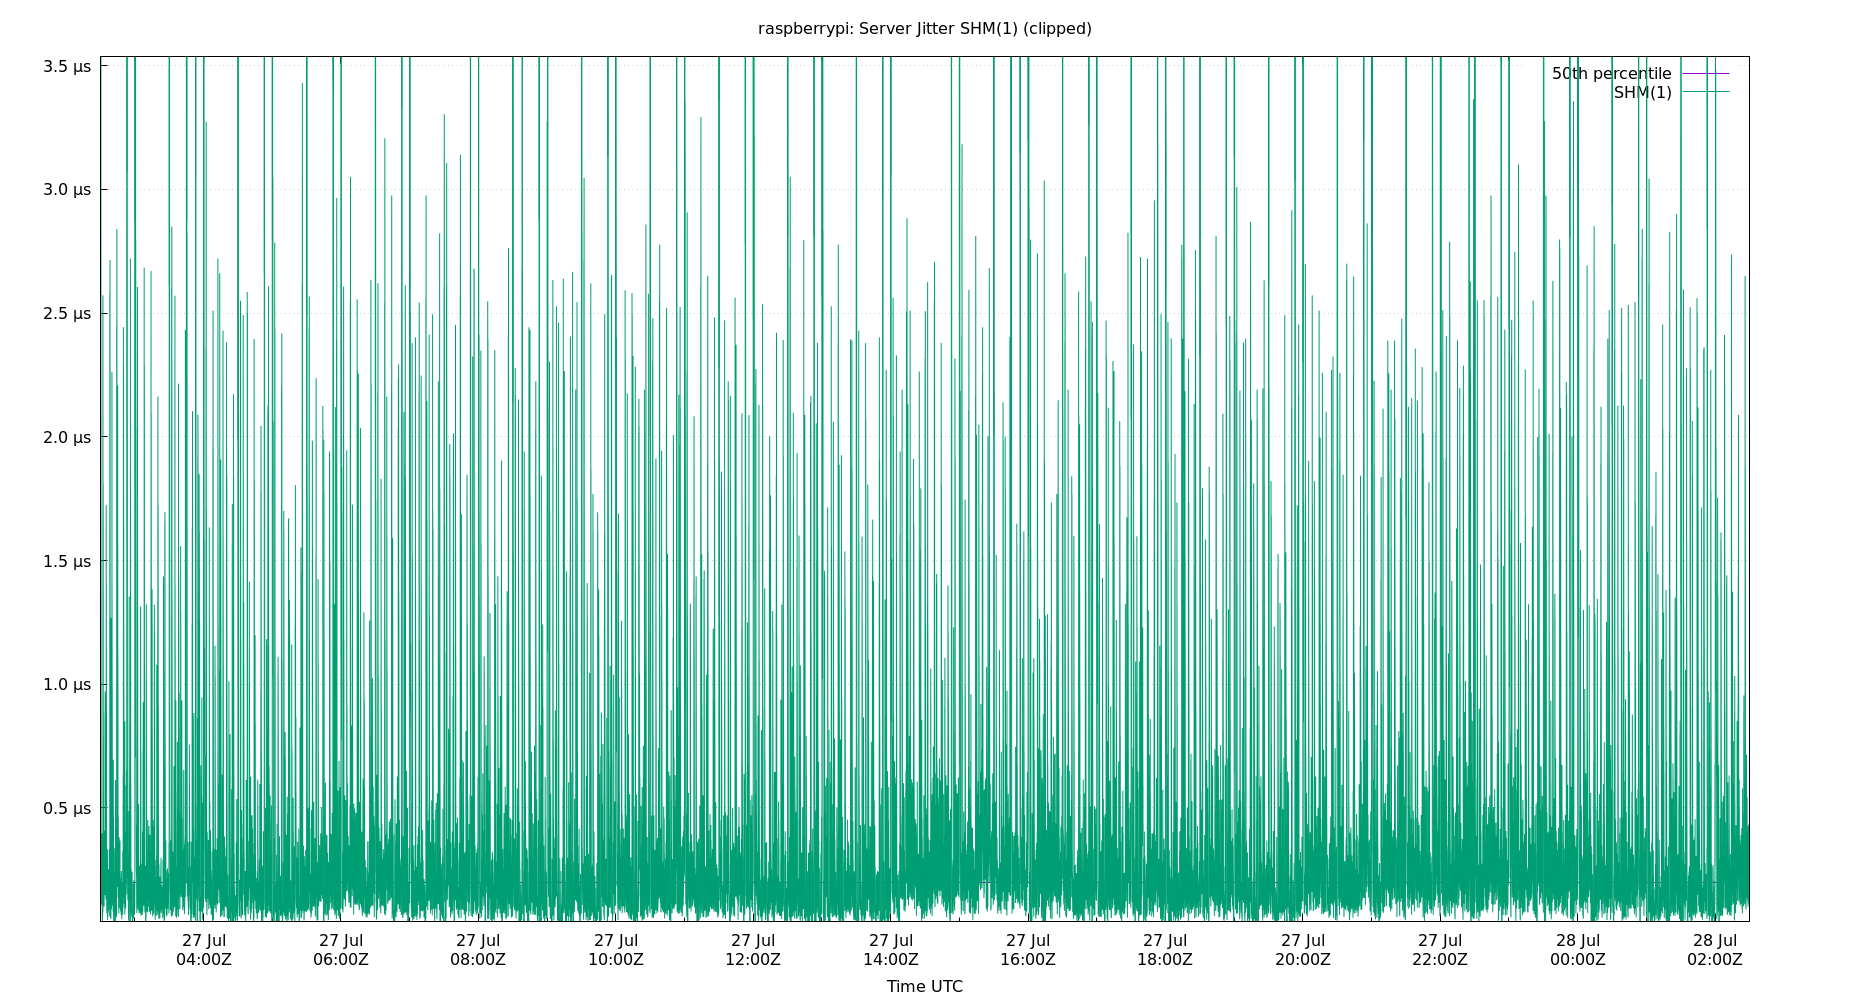 raspberrypi: Server Jitter SHM(1) (clipped)
50th percentile
SHM(1)
3.5 µs
3.0 µs
2.5 µs
2.0 µs
1.5 µs
1.0 µs
0.5 µs
27 Jul 27 Jul 27 Jul 27 Jul 27 Jul 27 Jul 27 Jul 27 Jul 27 Jul 27 Jul 28 Jul 28 Jul
04:00Z 06:00Z 08:00Z 10:00Z 12:00Z 14:00Z 16:00Z 18:00Z 20:00Z 22:00Z 00:00Z 02:00Z
Time UTC